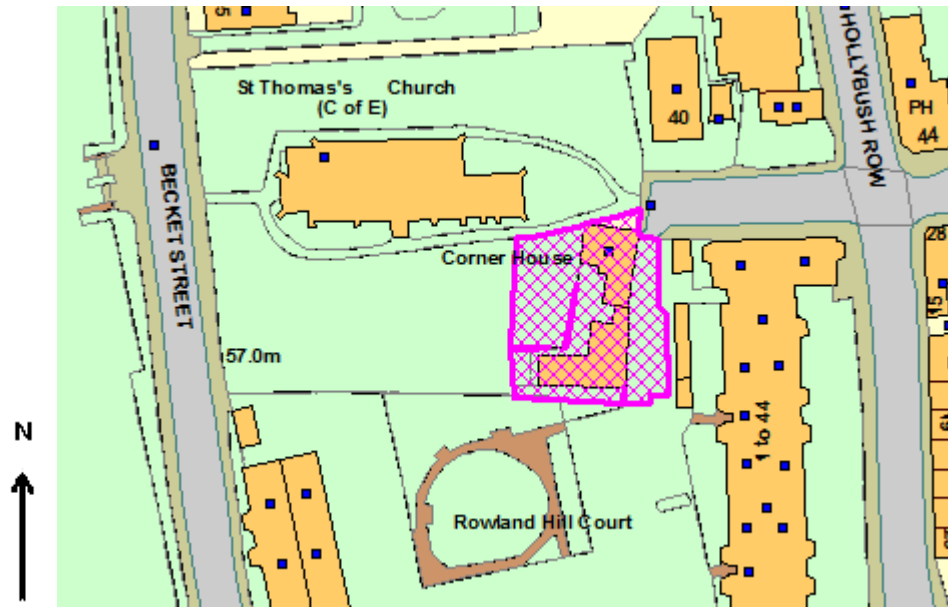 5
St Thomas's Church
(C of E)
40
HOLLYBUSH ROW
PH
44
BECKET STREET
Corner House
28
15
57.0m
N
1 to 44
Rowland Hill Court